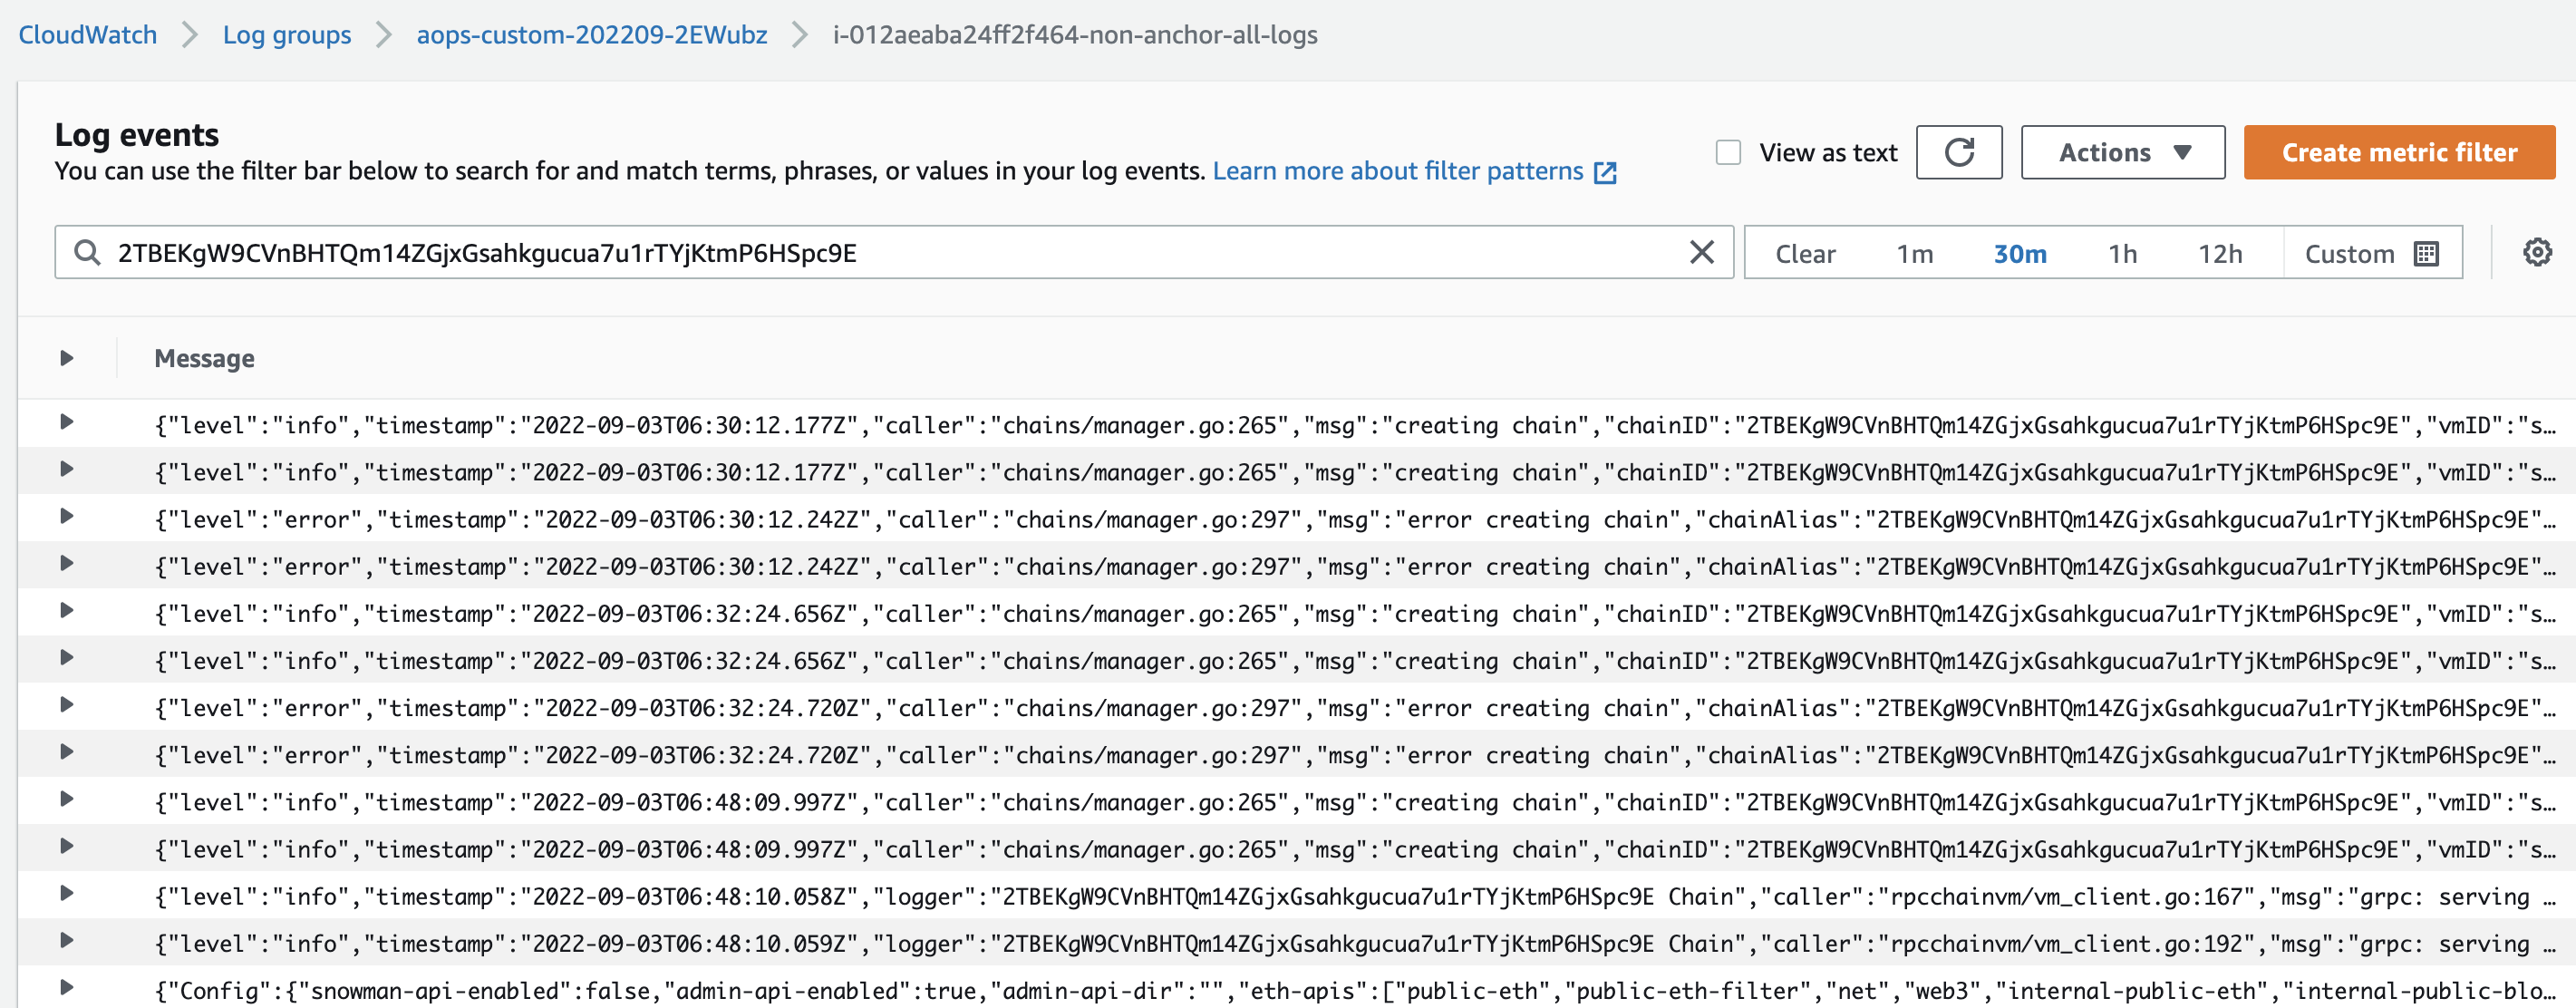 CloudWatch > Log groups > aops-custom-202209-2EWubz > i-012aeaba24ff2f464-non-anchor-all-logs
Log events
You can use the filter bar below to search for and match terms, phrases, or values in your log events. Learn more about filter patterns
View as text
Actions
Create metric filter
2TBEKgW9CVnBHTQm14ZGjxGsahkgucua7u1rTYjKtmP6HSpc9E
Clear 1m 30m 1h 12h Custom
Message
{"level":"info","timestamp":"2022-09-03T06:30:12.177Z","caller":"chains/manager.go:265","msg":"creating chain","chainID":"2TBEKgW9CVnBHTQm14ZGjxGsahkgucua7u1rTYjKtmP6HSpc9E","vmID":"s…
{"level":"info","timestamp":"2022-09-03T06:30:12.177Z","caller":"chains/manager.go:265","msg":"creating chain","chainID":"2TBEKgW9CVnBHTQm14ZGjxGsahkgucua7u1rTYjKtmP6HSpc9E","vmID":"s…
{"level":"error","timestamp":"2022-09-03T06:30:12.242Z","caller":"chains/manager.go:297","msg":"error creating chain","chainAlias":"2TBEKgW9CVnBHTQm14ZGjxGsahkgucua7u1rTYjKtmP6HSpc9E"…
{"level":"error","timestamp":"2022-09-03T06:30:12.242Z","caller":"chains/manager.go:297","msg":"error creating chain","chainAlias":"2TBEKgW9CVnBHTQm14ZGjxGsahkgucua7u1rTYjKtmP6HSpc9E"…
{"level":"info","timestamp":"2022-09-03T06:32:24.656Z","caller":"chains/manager.go:265","msg":"creating chain","chainID":"2TBEKgW9CVnBHTQm14ZGjxGsahkgucua7u1rTYjKtmP6HSpc9E","vmID":"s…
{"level":"info","timestamp":"2022-09-03T06:32:24.656Z","caller":"chains/manager.go:265","msg":"creating chain","chainID":"2TBEKgW9CVnBHTQm14ZGjxGsahkgucua7u1rTYjKtmP6HSpc9E","vmID":"s…
{"level":"error","timestamp":"2022-09-03T06:32:24.720Z","caller":"chains/manager.go:297","msg":"error creating chain","chainAlias":"2TBEKgW9CVnBHTQm14ZGjxGsahkgucua7u1rTYjKtmP6HSpc9E"…
{"level":"error","timestamp":"2022-09-03T06:32:24.720Z","caller":"chains/manager.go:297","msg":"error creating chain","chainAlias":"2TBEKgW9CVnBHTQm14ZGjxGsahkgucua7u1rTYjKtmP6HSpc9E"…
{"level":"info","timestamp":"2022-09-03T06:48:09.997Z","caller":"chains/manager.go:265","msg":"creating chain","chainID":"2TBEKgW9CVnBHTQm14ZGjxGsahkgucua7u1rTYjKtmP6HSpc9E","vmID":"s…
{"level":"info","timestamp":"2022-09-03T06:48:09.997Z","caller":"chains/manager.go:265","msg":"creating chain","chainID":"2TBEKgW9CVnBHTQm14ZGjxGsahkgucua7u1rTYjKtmP6HSpc9E","vmID":"s…
{"level":"info","timestamp":"2022-09-03T06:48:10.058Z","logger":"2TBEKgW9CVnBHTQm14ZGjxGsahkgucua7u1rTYjKtmP6HSpc9E Chain","caller":"rpcchainvm/vm_client.go:167","msg":"grpc: serving …
{"level":"info","timestamp":"2022-09-03T06:48:10.059Z","logger":"2TBEKgW9CVnBHTQm14ZGjxGsahkgucua7u1rTYjKtmP6HSpc9E Chain","caller":"rpcchainvm/vm_client.go:192","msg":"grpc: serving …
{"Config":{"snowman-api-enabled":false,"admin-api-enabled":true,"admin-api-dir":"","eth-apis":["public-eth","public-eth-filter","net","web3","internal-public-eth","internal-public-blo…